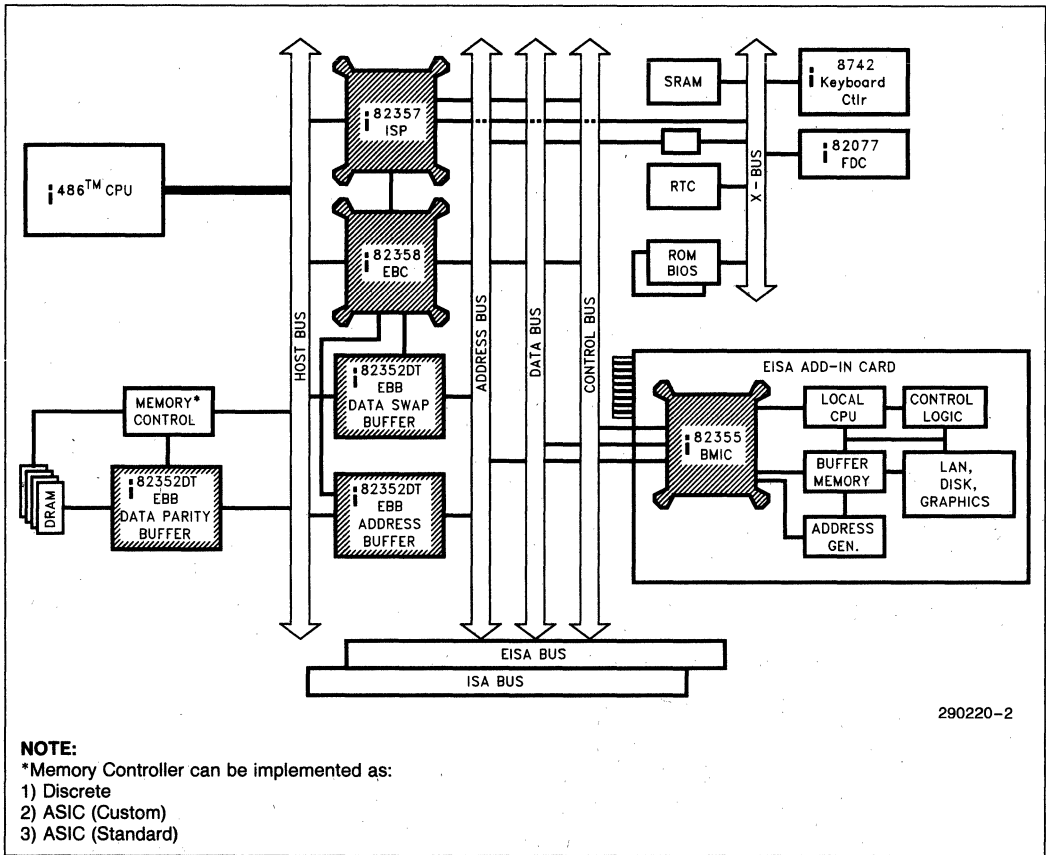 i486™ CPU
HOST BUS
i 82357
ISP
i 82358
EBC
i 82352DT
EBB
DATA SWAP
BUFFER
i 82352DT
EBB
ADDRESS
BUFFER
MEMORY*
CONTROL
DRAM
i 82352DT
EBB
DATA PARITY
BUFFER
ADDRESS BUS
DATA BUS
CONTROL BUS
SRAM
RTC
ROM
BIOS
X-BUS
i 8742
Keyboard
Ctlr
i 82077
FDC
EISA ADD-IN CARD
i 82355
BMIC
LOCAL
CPU
CONTROL
LOGIC
BUFFER
MEMORY
LAN,
DISK,
GRAPHICS
ADDRESS
GEN.
EISA BUS
ISA BUS
290220-2
NOTE:
*Memory Controller can be implemented as:
1) Discrete
2) ASIC (Custom)
3) ASIC (Standard)